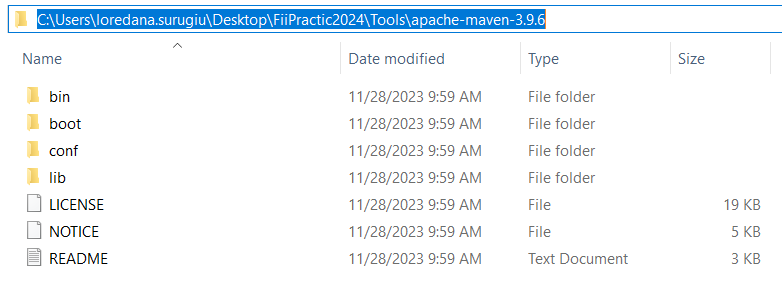 C:\Users\loredana.surugiu\Desktop\FiiPractic2024\Tools\apache-maven-3.9.6
Name Date modified Type Size
bin 11/28/2023 9:59 AM File folder
boot 11/28/2023 9:59 AM File folder
conf 11/28/2023 9:59 AM File folder
lib 11/28/2023 9:59 AM File folder
LICENSE 11/28/2023 9:59 AM File 19 KB
NOTICE 11/28/2023 9:59 AM File 5 KB
README 11/28/2023 9:59 AM Text Document 3 KB